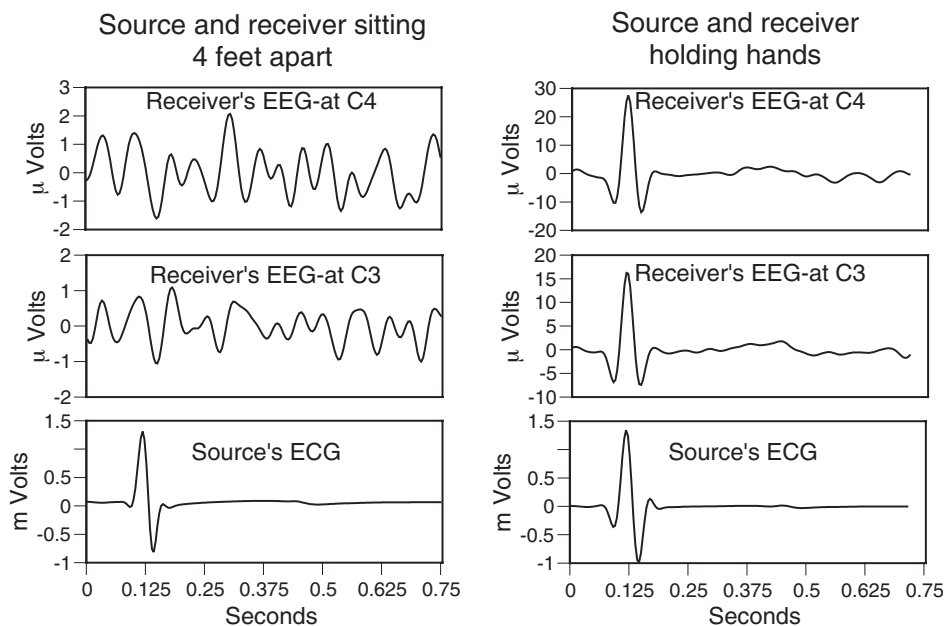 Source and receiver sitting
4 feet apart
Source and receiver
holding hands
Receiver's EEG-at C4
μ Volts
3
2
1
0
-1
-2
Receiver's EEG-at C4
μ Volts
30
20
10
0
-10
-20
Receiver's EEG-at C3
μ Volts
2
1
0
-1
-2
Receiver's EEG-at C3
μ Volts
20
15
10
5
0
-5
-10
Source's ECG
m Volts
1.5
0.5
0
-0.5
-1
0 0.125 0.25 0.375 0.5 0.625 0.75
Seconds
Source's ECG
m Volts
1.5
0.5
0
-0.5
-1
0 0.125 0.25 0.375 0.5 0.625 0.75
Seconds